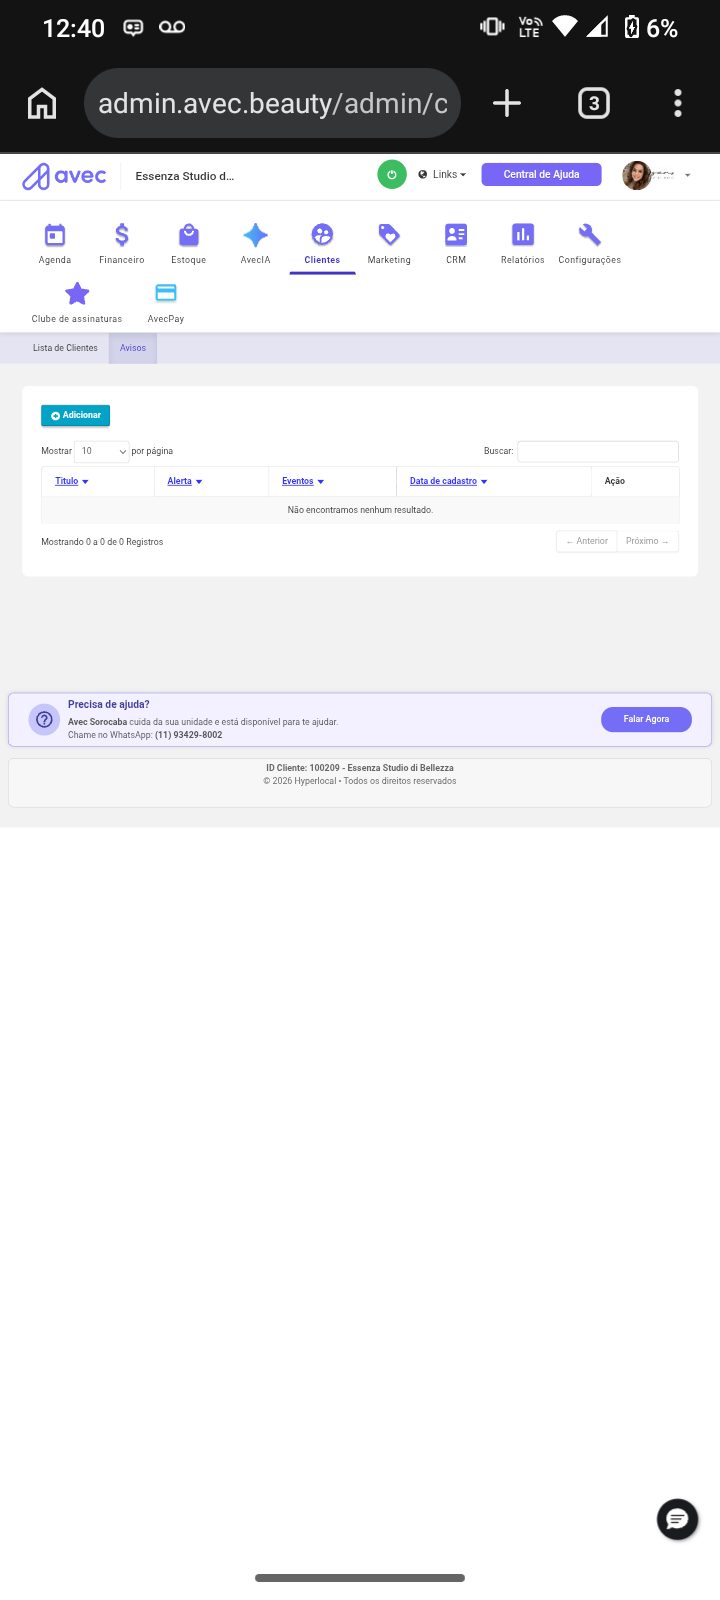 12:40
Vo LTE
6%
admin.avec.beauty/admin/c
3
avec
Essenza Studio d...
Links
Central de Ajuda
Agenda
Financeiro
Estoque
AvecIA
Clientes
Marketing
CRM
Relatórios
Configurações
Clube de assinaturas
AvecPay
Lista de Clientes
Avisos
Adicionar
Mostrar 10 por página
Buscar:
Titulo
Alerta
Eventos
Data de cadastro
Ação
Não encontramos nenhum resultado.
Mostrando 0 a 0 de 0 Registros
← Anterior
Próximo →
Precisa de ajuda?
Avec Sorocaba cuida da sua unidade e está disponível para te ajudar.
Chame no WhatsApp: (11) 93429-8002
Falar Agora
ID Cliente: 100209 - Essenza Studio di Bellezza
© 2026 Hyperlocal • Todos os direitos reservados